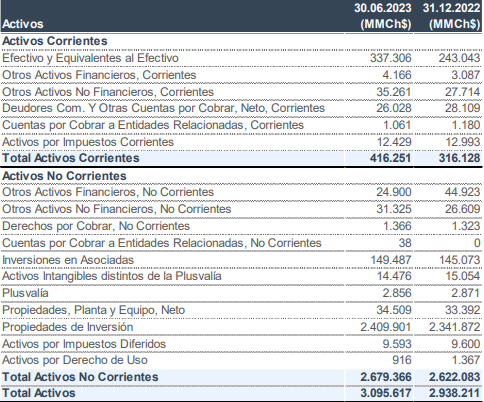 30.06.2023 31.12.2022
Activos (MMCh$) (MMCh$)
Activos Corrientes
Efectivo y Equivalentes al Efectivo 337.306 243.043
Otros Activos Financieros, Corrientes 4.166 3.087
Otros Activos No Financieros, Corrientes 35.261 27.714
Deudores Com. Y Otras Cuentas por Cobrar, Neto, Corrientes 26.028 28.109
Cuentas por Cobrar a Entidades Relacionadas, Corrientes 1.061 1.180
Activos por Impuestos Corrientes 12.429 12.993
Total Activos Corrientes 416.251 316.128
Activos No Corrientes
Otros Activos Financieros, No Corrientes 24.900 44.923
Otros Activos No Financieros, No Corrientes 31.325 26.609
Derechos por Cobrar, No Corrientes 1.366 1.323
Cuentas por Cobrar a Entidades Relacionadas, No Corrientes 38 0
Inversiones en Asociadas 149.487 145.073
Activos Intangibles distintos de la Plusvalía 14.476 15.054
Plusvalía 2.856 2.871
Propiedades, Planta y Equipo, Neto 34.509 33.392
Propiedades de Inversión 2.409.901 2.341.872
Activos por Impuestos Diferidos 9.593 9.600
Activos por Derecho de Uso 916 1.367
Total Activos No Corrientes 2.679.366 2.622.083
Total Activos 3.095.617 2.938.211